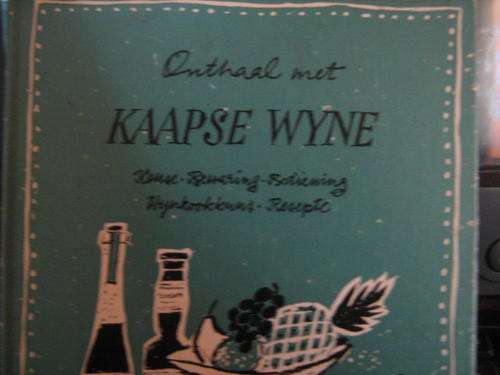 Onthaal met
KAAPSE WYNE
Keuse - Bewaring - Bediening
Wynkookkuns - Resepte